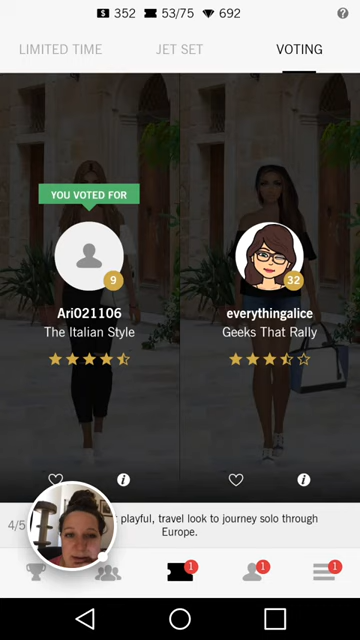 352 53/75 692 ?
LIMITED TIME JET SET VOTING
YOU VOTED FOR
9 32
Ari021106 everythingalice
The Italian Style Geeks That Rally
4/5 playful, travel look to journey solo through
Europe.
1 1 1